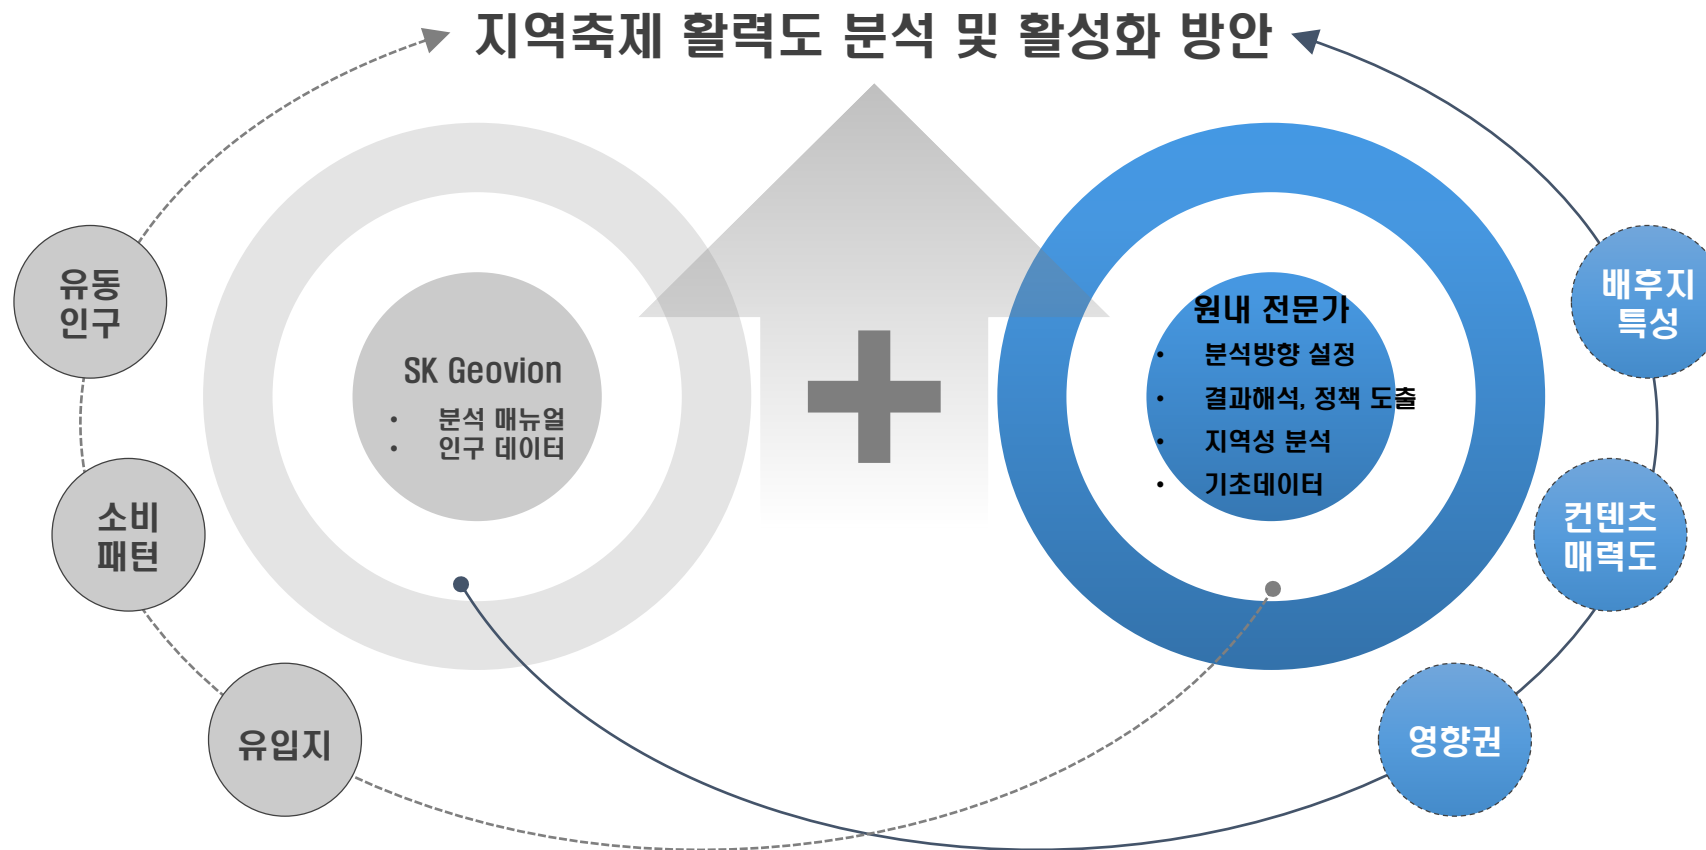 지역축제 활력도 분석 및 활성화 방안
유동
인구
소비
패턴
유입지
SK Geovion
• 분석 매뉴얼
• 인구 데이터
원내 전문가
• 분석방향 설정
• 결과해석, 정책 도출
• 지역성 분석
• 기초데이터
배후지
특성
컨텐츠
매력도
영향권